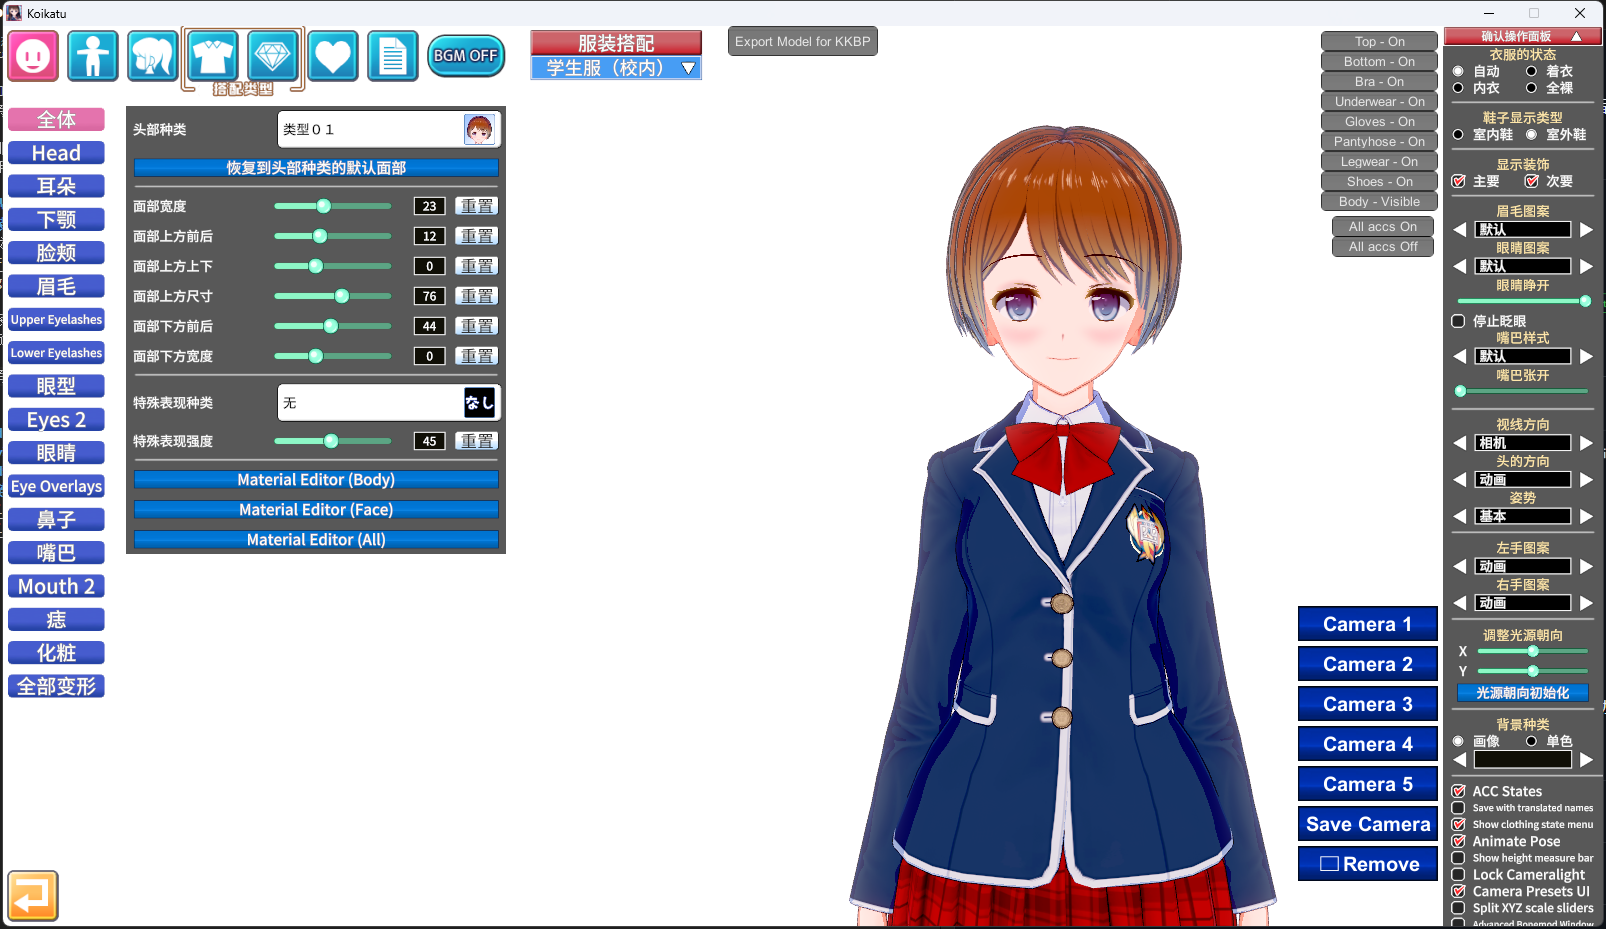 Koikatu
BGM OFF
搭配类型
服装搭配
学生服（校内）
Export Model for KKBP
全体
Head
耳朵
下颚
脸颊
眉毛
Upper Eyelashes
Lower Eyelashes
眼型
Eyes 2
眼睛
Eye Overlays
鼻子
嘴巴
Mouth 2
痣
化粧
全部变形
头部种类
类型０１
恢复到头部种类的默认面部
面部宽度 23 重置
面部上方前后 12 重置
面部上方上下 0 重置
面部上方尺寸 76 重置
面部下方前后 44 重置
面部下方宽度 0 重置
特殊表现种类
无
なし
特殊表现强度 45 重置
Material Editor (Body)
Material Editor (Face)
Material Editor (All)
Top - On
Bottom - On
Bra - On
Underwear - On
Gloves - On
Pantyhose - On
Legwear - On
Shoes - On
Body - Visible
All accs On
All accs Off
Camera 1
Camera 2
Camera 3
Camera 4
Camera 5
Save Camera
Remove
确认操作面板
衣服的状态
自动 着衣
内衣 全裸
鞋子显示类型
室内鞋 室外鞋
显示装饰
主要 次要
眉毛图案
默认
眼睛图案
默认
眼睛睁开
停止眨眼
嘴巴样式
默认
嘴巴张开
视线方向
相机
头的方向
动画
姿势
基本
左手图案
动画
右手图案
动画
调整光源朝向
X
Y
光源朝向初始化
背景种类
画像 单色
ACC States
Save with translated names
Show clothing state menu
Animate Pose
Show height measure bar
Lock Cameralight
Camera Presets UI
Split XYZ scale sliders
Advanced Bonemod Window